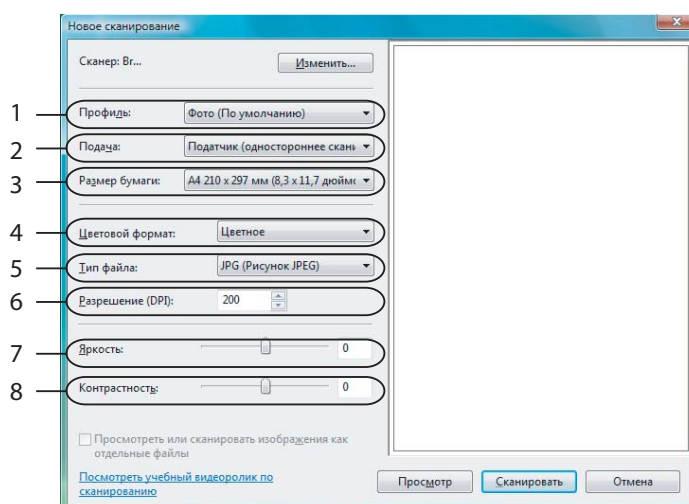 Новое сканирование
Сканер: Br...
Изменить...
1 Профиль: Фото (По умолчанию)
2 Подача: Податчик (одностороннее скани
3 Размер бумаги: A4 210 x 297 мм (8,3 x 11,7 дюймс
4 Цветовой формат: Цветное
5 Тип файла: JPG (Рисунок JPEG)
6 Разрешение (DPI): 200
7 Яркость: 0
8 Контрастность: 0
Просмотреть или сканировать изображения как
отдельные файлы
Посмотреть учебный видеоролик по
сканированию
Просмотр Сканировать Отмена